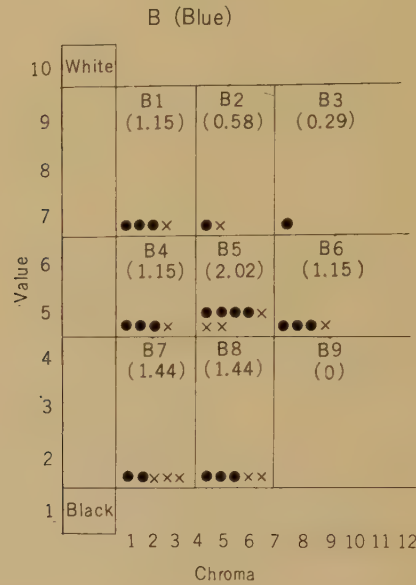 B (Blue)
10 White
B1 B2 B3
9 (1.15) (0.58) (0.29)
8
7 ●●●× ●× ●
6 B4 B5 B6
(1.15) (2.02) (1.15)
Value
5 ●●●× ●●●●× ●●●×
××
4 B7 B8 B9
(1.44) (1.44) (0)
3
2 ●●××× ●●●××
1 Black
1 2 3 4 5 6 7 8 9 10 11 12
Chroma